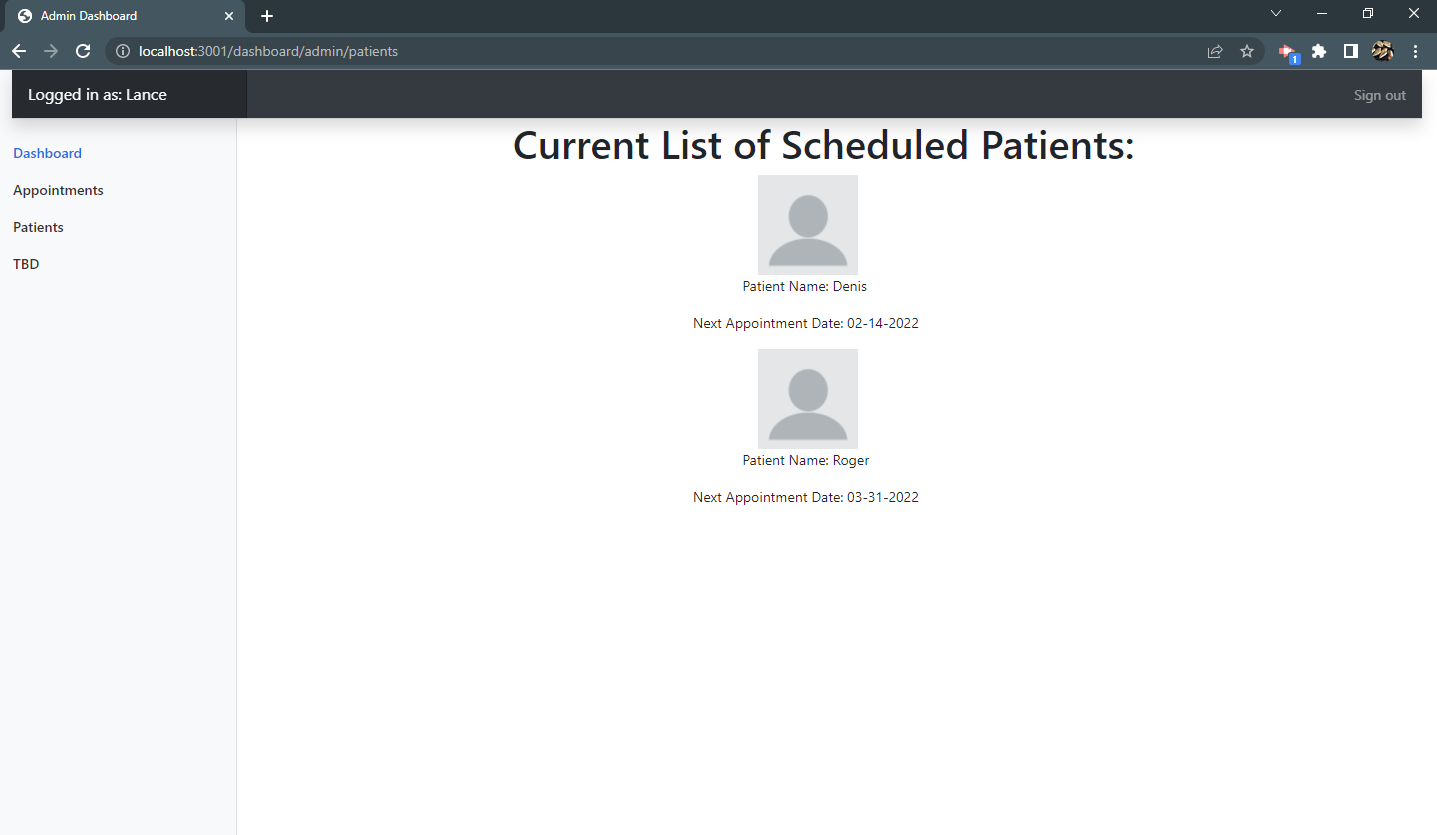 Admin Dashboard
localhost:3001/dashboard/admin/patients
1
Logged in as: Lance
Sign out
Dashboard
Appointments
Patients
TBD
Current List of Scheduled Patients:
Patient Name: Denis
Next Appointment Date: 02-14-2022
Patient Name: Roger
Next Appointment Date: 03-31-2022